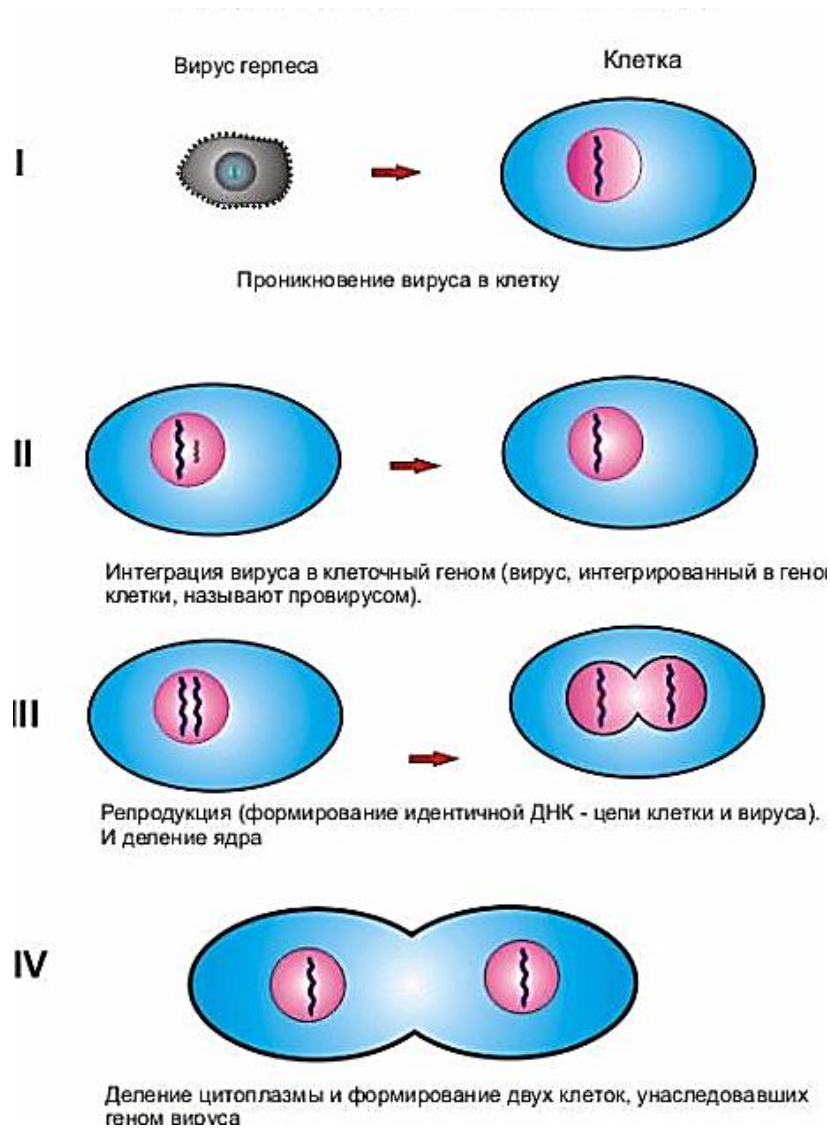 Вирус герпеса
Клетка
I
Проникновение вируса в клетку
II
Интеграция вируса в клеточный геном (вирус, интегрированный в гено
клетки, называют провирусом).
III
Репродукция (формирование идентичной ДНК - цепи клетки и вируса).
И деление ядра
IV
Деление цитоплазмы и формирование двух клеток, унаследовавших
геном вируса